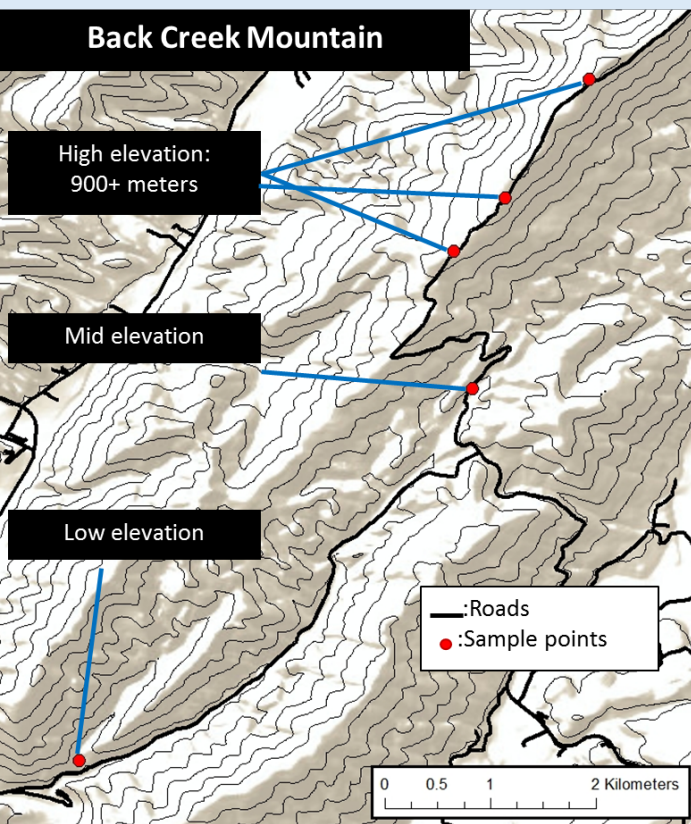 Back Creek Mountain
High elevation:
900+ meters
Mid elevation
Low elevation
:Roads
:Sample points
0 0.5 1 2 Kilometers